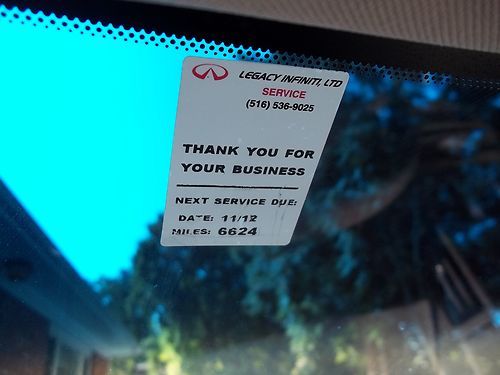 LEGACY INFINITI, LTD
SERVICE
(516) 536-9025
THANK YOU FOR
YOUR BUSINESS
NEXT SERVICE DUE:
DATE: 11/12
MILES: 6624